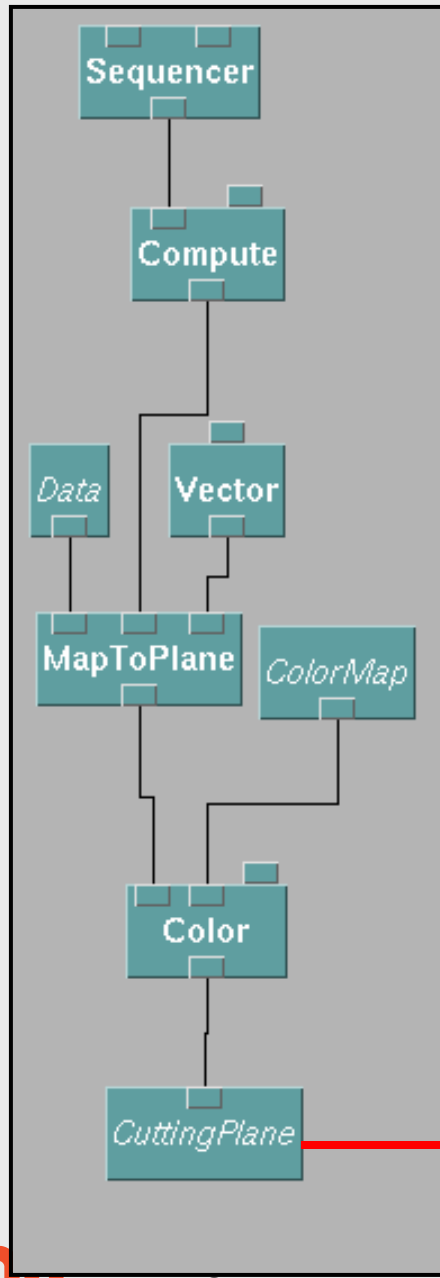 Sequencer
Compute
Data
Vector
MapToPlane
ColorMap
Color
CuttingPlane